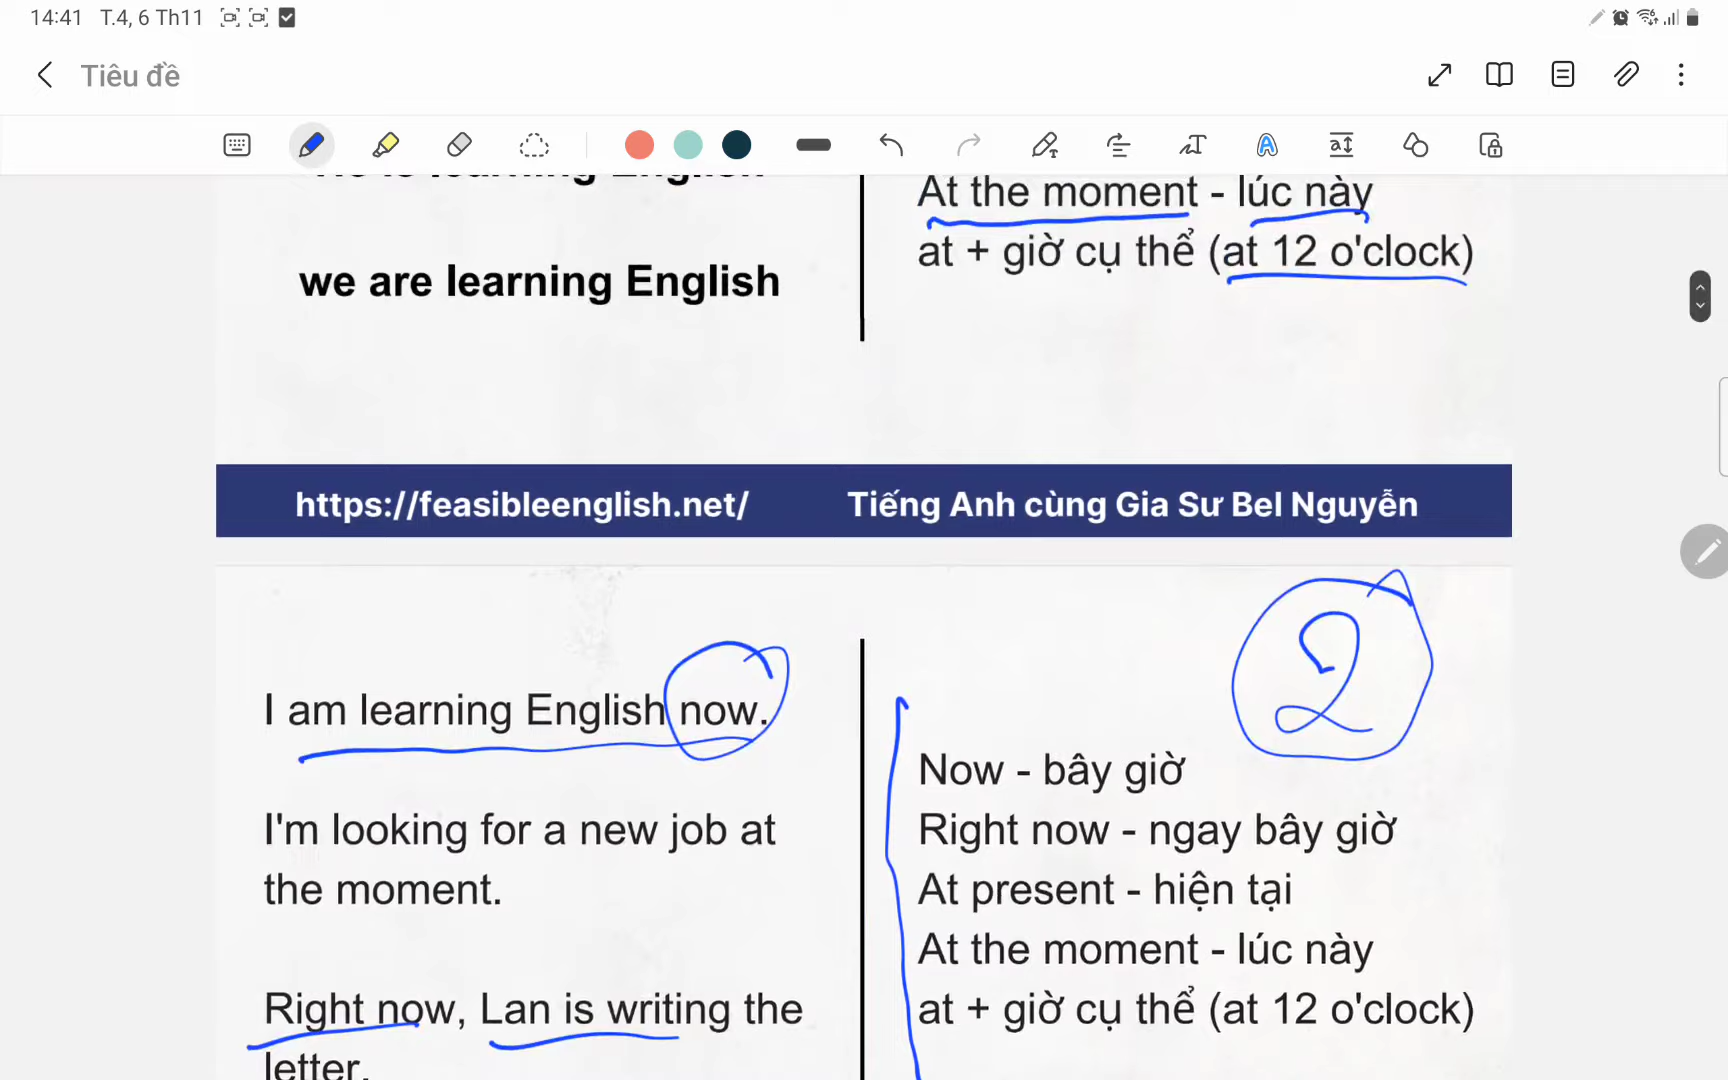 14:41 T.4, 6 Th11
Tiêu đề
we are learning English
At the moment - lúc này
at + giờ cụ thể (at 12 o'clock)
https://feasibleenglish.net/ Tiếng Anh cùng Gia Sư Bel Nguyễn
2
I am learning English now.
I'm looking for a new job at
the moment.
Right now, Lan is writing the
letter.
Now - bây giờ
Right now - ngay bây giờ
At present - hiện tại
At the moment - lúc này
at + giờ cụ thể (at 12 o'clock)